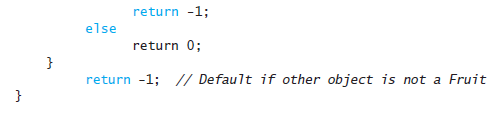 return -1;
else
return 0;
}
return -1;  // Default if other object is not a Fruit
}